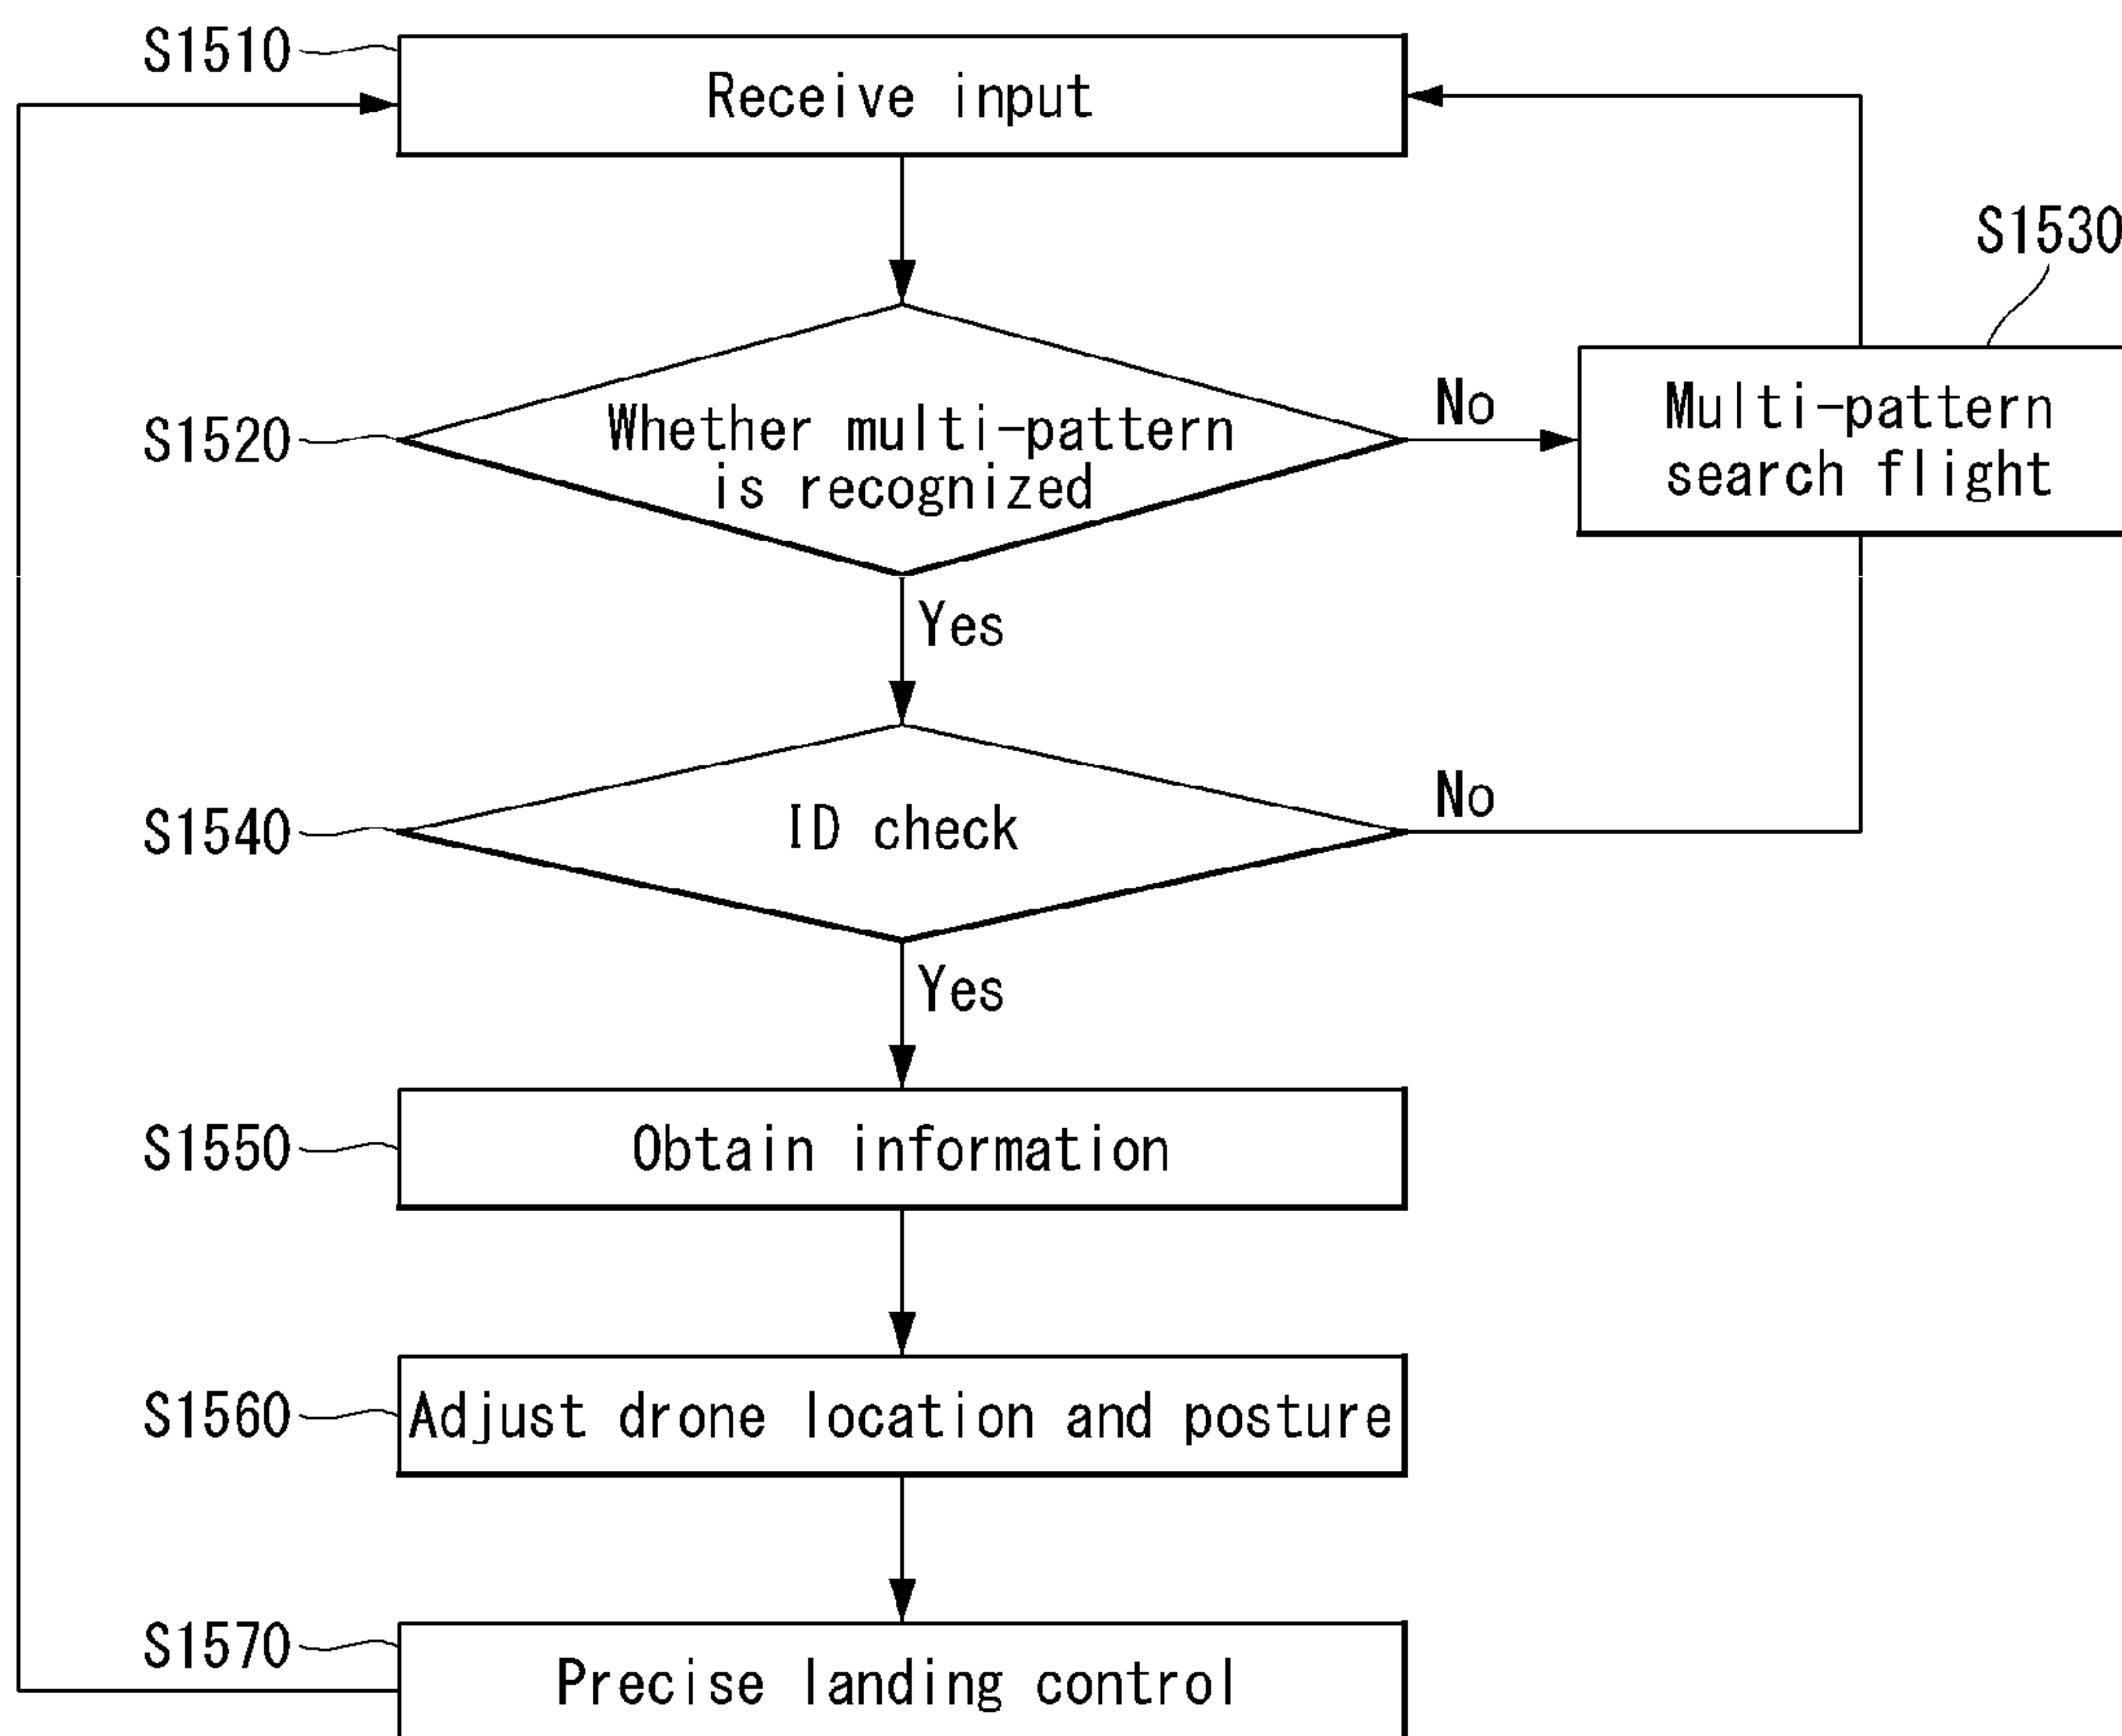 S1510
Receive input
S1530
S1520
Whether multi-pattern
is recognized
No
Multi-pattern
search flight
Yes
S1540
ID check
No
Yes
S1550
Obtain information
S1560
Adjust drone location and posture
S1570
Precise landing control